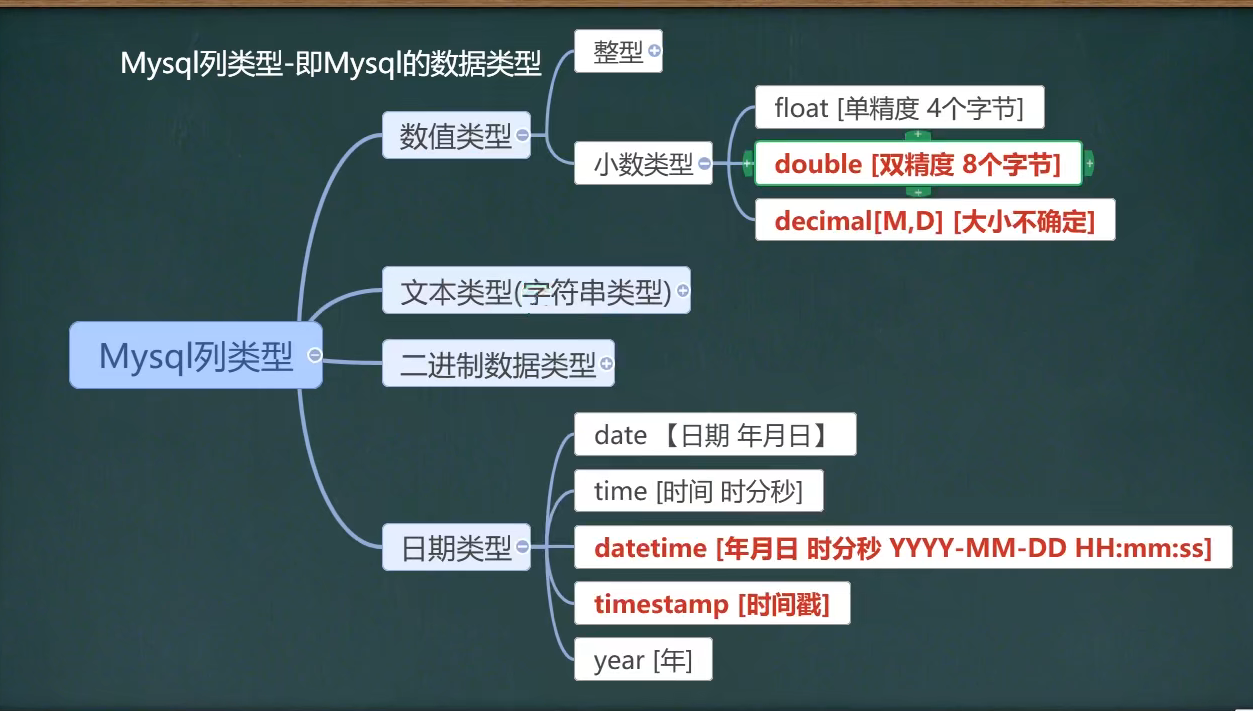 Mysql列类型-即Mysql的数据类型
整型
数值类型
小数类型
float [单精度 4个字节]
double [双精度 8个字节]
decimal[M,D] [大小不确定]
文本类型(字符串类型)
Mysql列类型
二进制数据类型
date 【日期 年月日】
time [时间 时分秒]
日期类型
datetime [年月日 时分秒 YYYY-MM-DD HH:mm:ss]
timestamp [时间戳]
year [年]